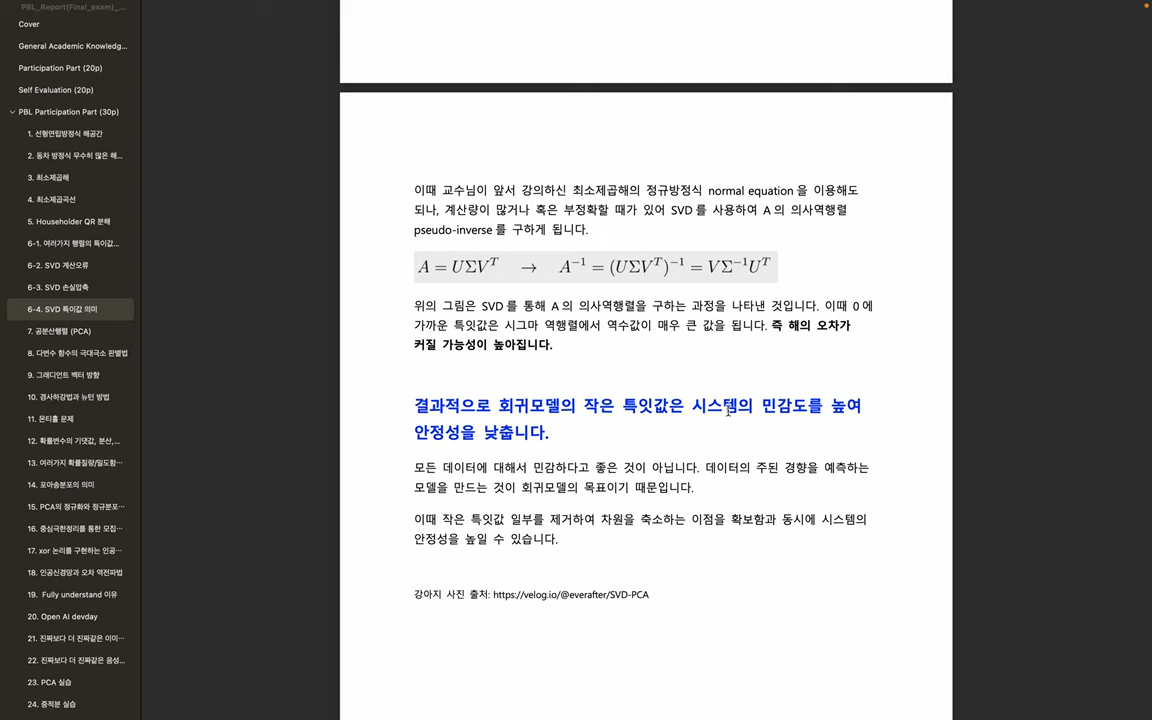 PBL_Report(Final_exam)_...
Cover
General Academic Knowledg...
Participation Part (20p)
Self Evaluation (20p)
PBL Participation Part (30p)
1. 선형연립방정식 해공간
2. 동차 방정식 무수히 많은 해...
3. 최소제곱해
4. 최소제곱곡선
5. Householder QR 분해
6-1. 여러가지 행렬의 특이값...
6-2. SVD 계산오류
6-3. SVD 손실압축
6-4. SVD 특이값 의미
7. 공분산행렬 (PCA)
8. 다변수 함수의 극대극소 판별법
9. 그래디언트 벡터 방향
10. 경사하강법과 뉴턴 방법
11. 몬티홀 문제
12. 확률변수의 기댓값, 분산,...
13. 여러가지 확률질량/밀도함...
14. 포아송분포의 의미
15. PCA의 정규화와 정규분포...
16. 중심극한정리를 통한 모집...
17. xor 논리를 구현하는 인공...
18. 인공신경망과 오차 역전파법
19. Fully understand 이유
20. Open AI devday
21. 진짜보다 더 진짜같은 이미...
22. 진짜보다 더 진짜같은 음성...
23. PCA 실습
24. 중적분 실습
이때 교수님이 앞서 강의하신 최소제곱해의 정규방정식 normal equation 을 이용해도
되나, 계산량이 많거나 혹은 부정확할 때가 있어 SVD 를 사용하여 A 의 의사역행렬
pseudo-inverse 를 구하게 됩니다.
A = UΣV^T → A^{-1} = (UΣV^T)^{-1} = VΣ^{-1}U^T
위의 그림은 SVD 를 통해 A 의 의사역행렬을 구하는 과정을 나타낸 것입니다. 이때 0 에
가까운 특잇값은 시그마 역행렬에서 역수값이 매우 큰 값을 됩니다. 즉 해의 오차가
커질 가능성이 높아집니다.
결과적으로 회귀모델의 작은 특잇값은 시스템의 민감도를 높여
안정성을 낮춥니다.
모든 데이터에 대해서 민감하다고 좋은 것이 아닙니다. 데이터의 주된 경향을 예측하는
모델을 만드는 것이 회귀모델의 목표이기 때문입니다.
이때 작은 특잇값 일부를 제거하여 차원을 축소하는 이점을 확보함과 동시에 시스템의
안정성을 높일 수 있습니다.
강아지 사진 출처: https://velog.io/@everafter/SVD-PCA